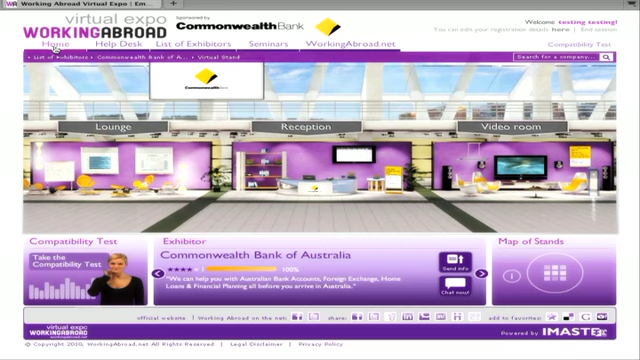 Working Abroad Virtual Expo | Em...
virtual expo
WORKINGABROAD
Sponsored by
CommonwealthBank
Welcome testing testing!
You can edit your registration details here | End session
Home Help Desk List of Exhibitors Seminars WorkingAbroad.net Compatibility Test
List of Exhibitors Commonwealth Bank of A... Virtual Stand
Search for a company...
CommonwealthBank
Lounge Reception Video room
Compatibility Test
Take the
Compatibility Test
Exhibitor
Commonwealth Bank of Australia
100%
"We can help you with Australian Bank Accounts, Foreign Exchange, Home
Loans & Financial Planning all before you arrive in Australia."
Send info
Chat now!
Map of Stands
official website | Working Abroad on the net: share: add to favorites:
virtual expo
WORKINGABROAD
Powered by IMASTE
Copyright 2010, WorkingAbroad.net All Rights Reserved | Legal Disclaimer | Privacy Policy